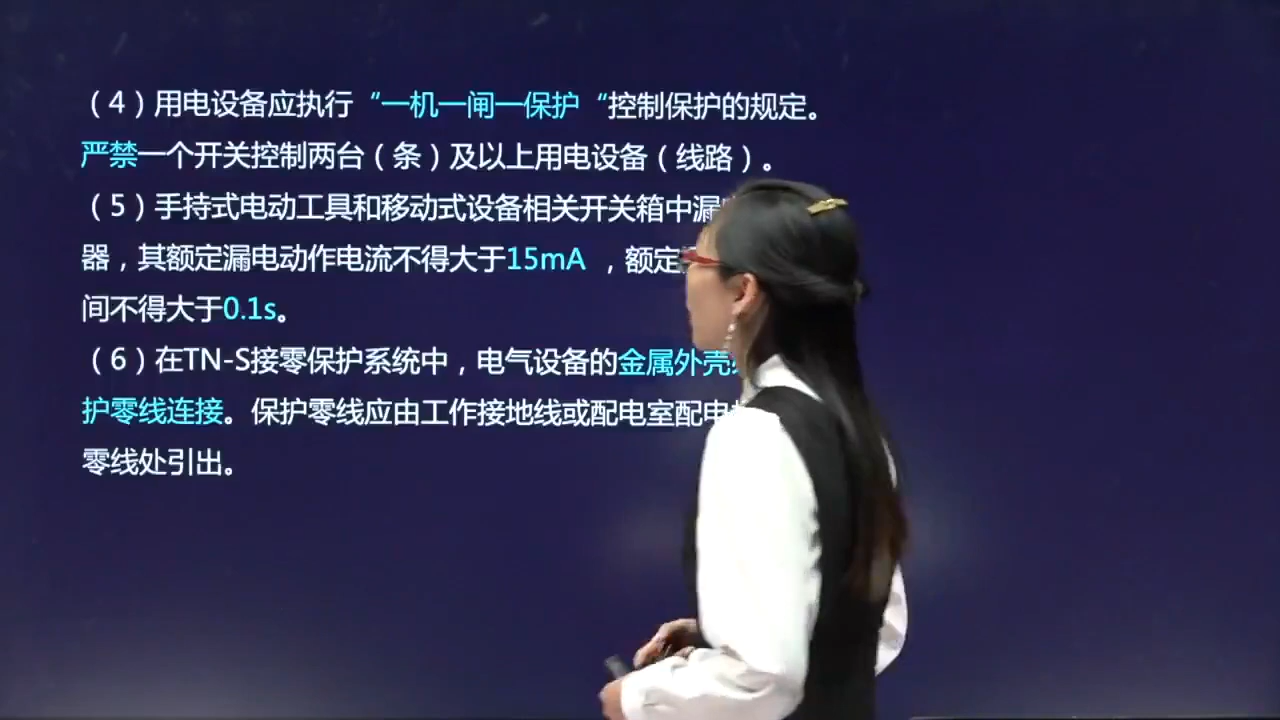 （4）用电设备应执行“一机一闸一保护“控制保护的规定。
严禁一个开关控制两台（条）及以上用电设备（线路）。
（5）手持式电动工具和移动式设备相关开关箱中漏
器，其额定漏电动作电流不得大于15mA ，额定
间不得大于0.1s。
（6）在TN-S接零保护系统中，电气设备的金属外壳
护零线连接。保护零线应由工作接地线或配电室配电
零线处引出。